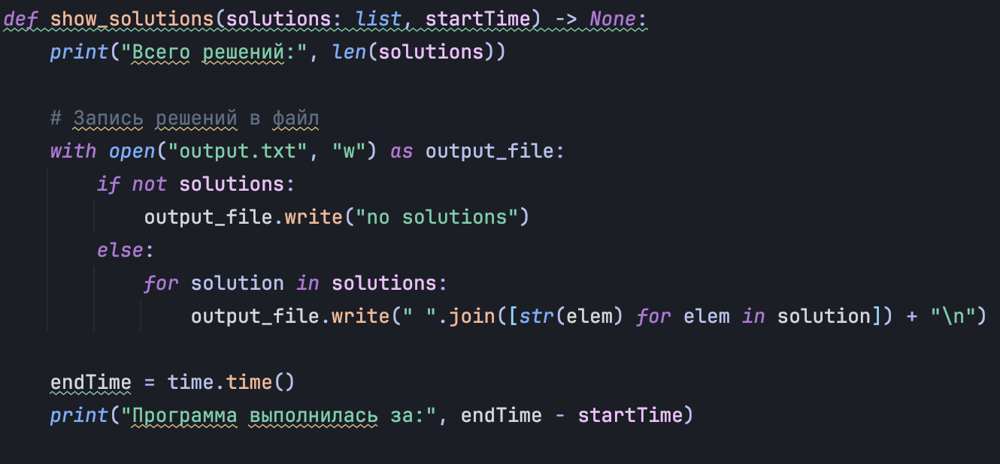 def show_solutions(solutions: list, startTime) -> None:
    print("Всего решений:", len(solutions))

    # Запись решений в файл
    with open("output.txt", "w") as output_file:
        if not solutions:
            output_file.write("no solutions")
        else:
            for solution in solutions:
                output_file.write(" ".join([str(elem) for elem in solution]) + "\n")

    endTime = time.time()
    print("Программа выполнилась за:", endTime - startTime)